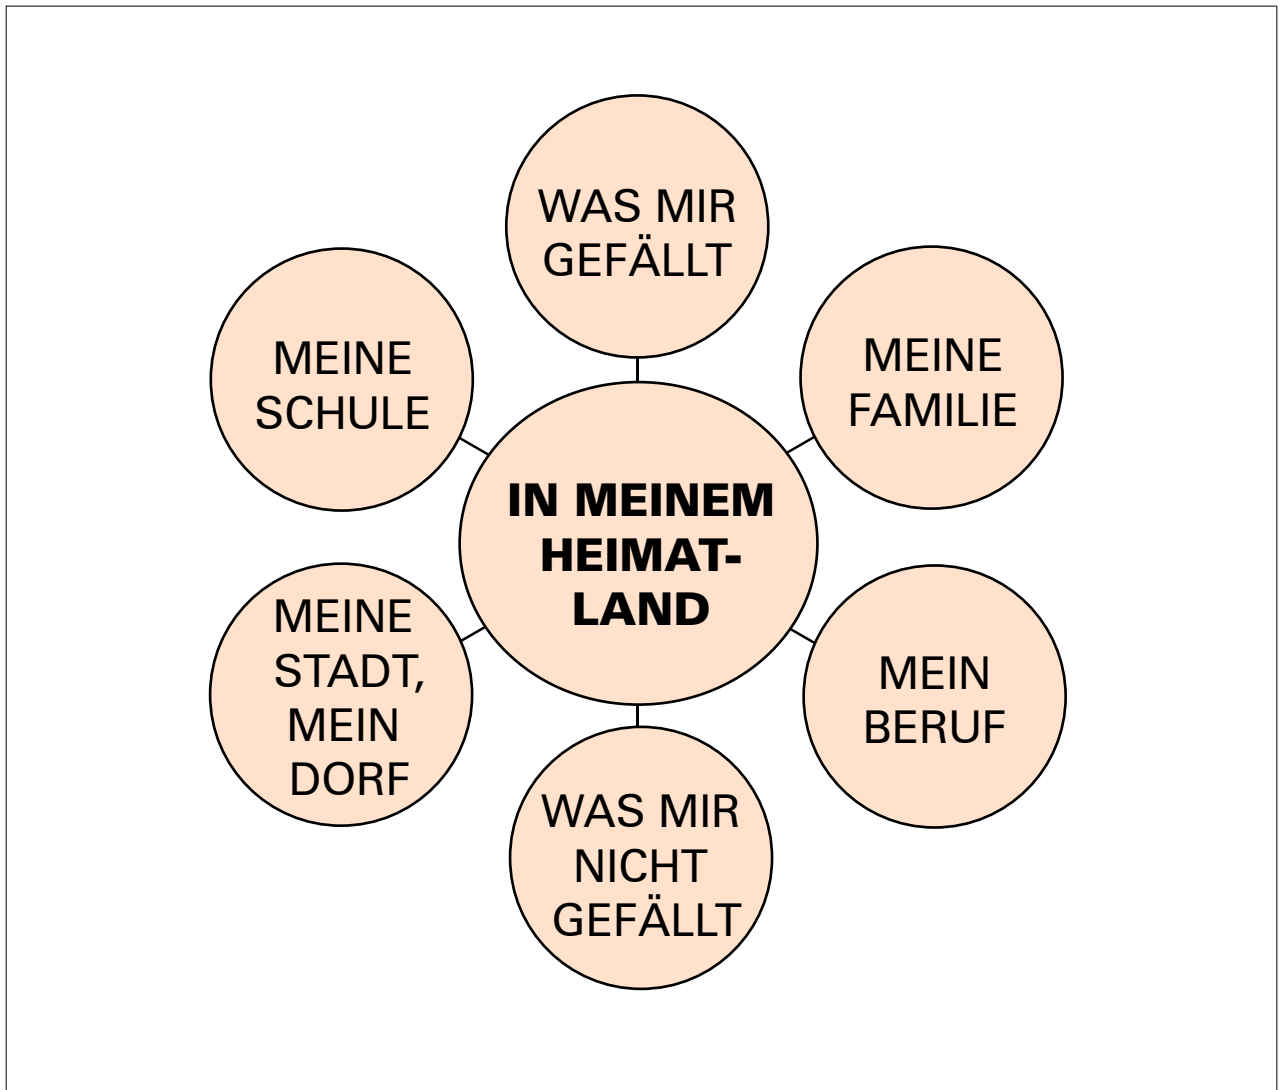 WAS MIR
GEFÄLLT
MEINE
SCHULE
MEINE
FAMILIE
IN MEINEM
HEIMAT-
LAND
MEINE
STADT,
MEIN
DORF
MEIN
BERUF
WAS MIR
NICHT
GEFÄLLT